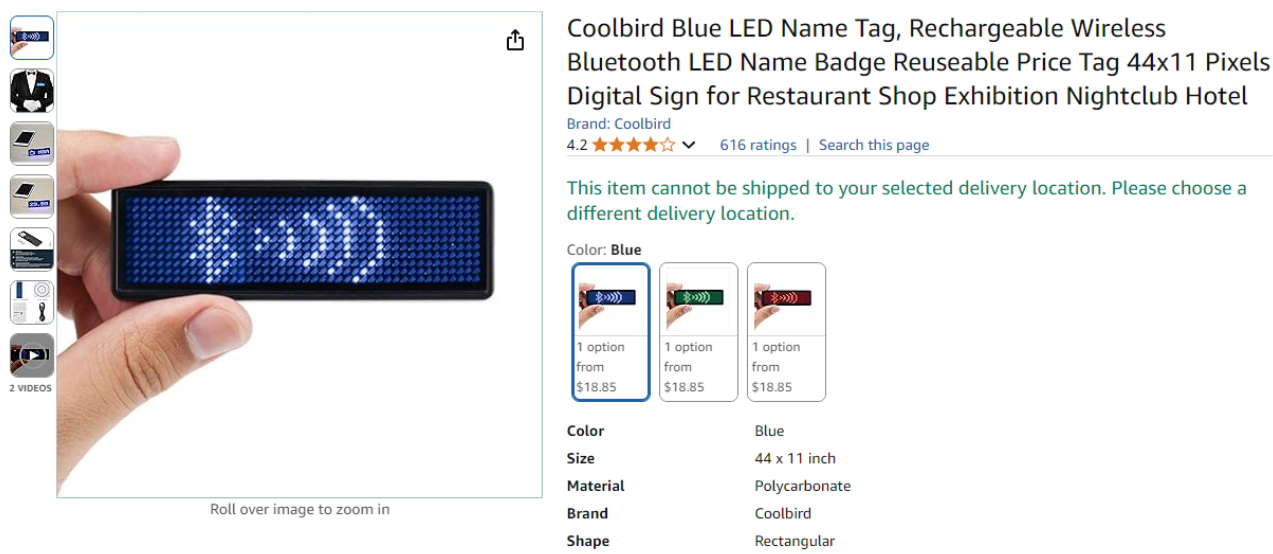 Coolbird Blue LED Name Tag, Rechargeable Wireless
Bluetooth LED Name Badge Reuseable Price Tag 44x11 Pixels
Digital Sign for Restaurant Shop Exhibition Nightclub Hotel
Brand: Coolbird
4.2 616 ratings | Search this page
This item cannot be shipped to your selected delivery location. Please choose a
different delivery location.
Color: Blue
1 option from $18.85
1 option from $18.85
1 option from $18.85
Color Blue
Size 44 x 11 inch
Material Polycarbonate
Brand Coolbird
Shape Rectangular
2 VIDEOS
Roll over image to zoom in